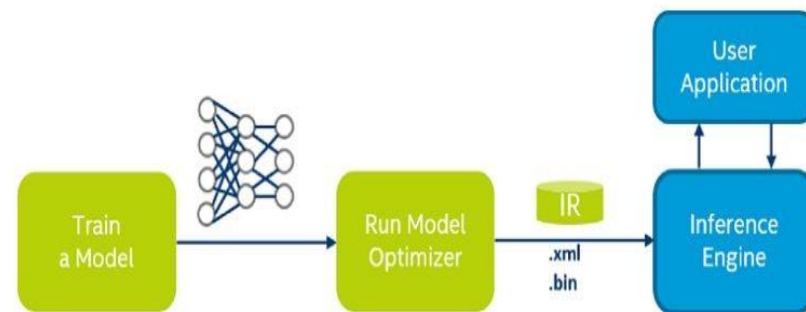 User
Application
Train
a Model
Run Model
Optimizer
IR
.xml
.bin
Inference
Engine